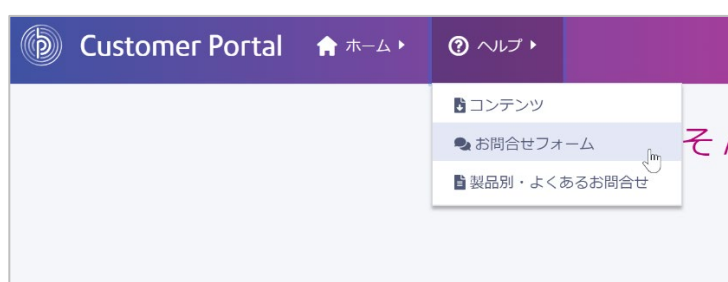 Customer Portal ホーム ヘルプ
コンテンツ
お問合せフォーム
製品別・よくあるお問合せ
そ